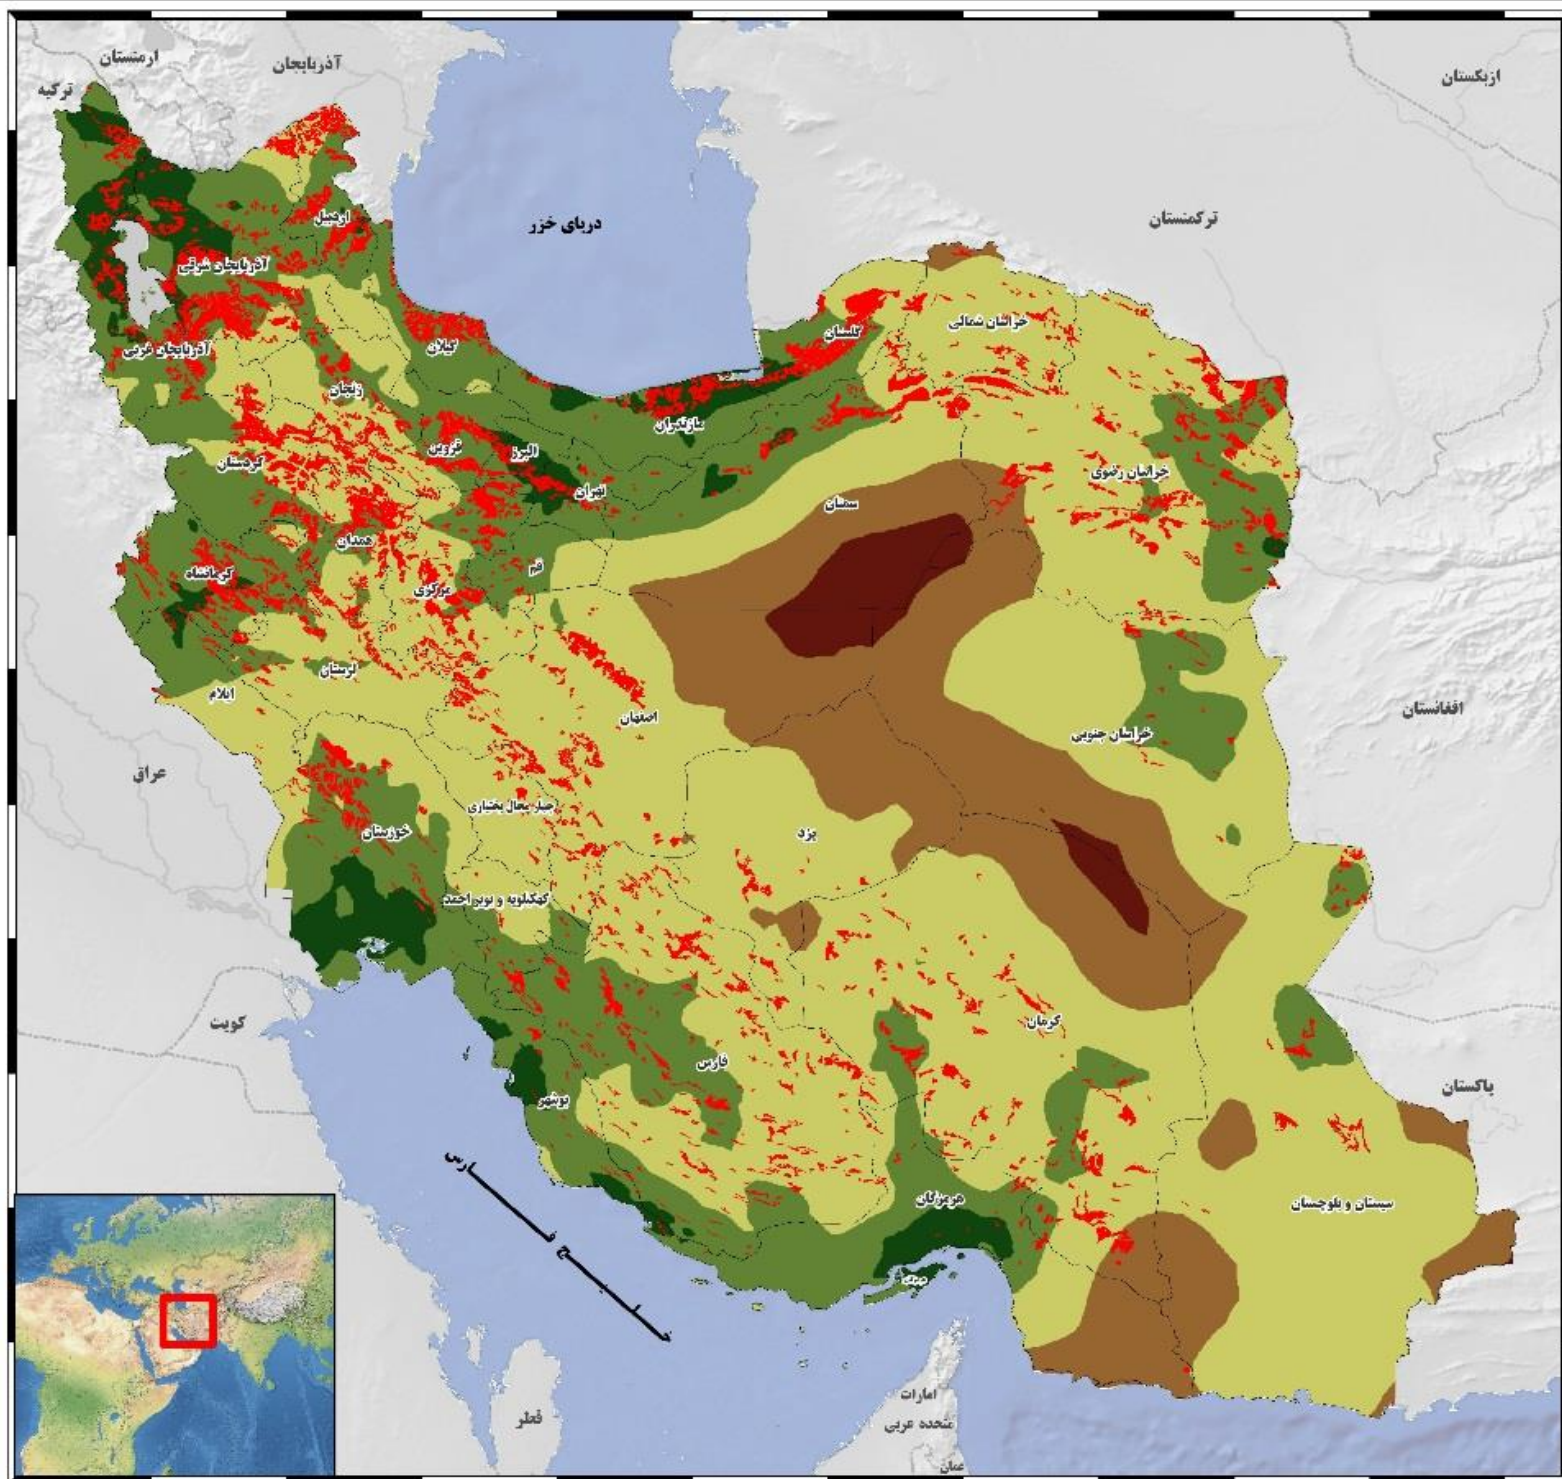 ارمنستان
آذربایجان
ترکیه
ازبکستان
دریای خزر
ترکمنستان
اردبیل
آذربایجان شرقی
گیلان
گلستان
خراسان شمالی
آذربایجان غربی
زنجان
مازندران
کردستان
قزوین
البرز
تهران
خراسان رضوی
سمنان
همدان
قم
کرمانشاه
مرکزی
ایلام
لرستان
اصفهان
خراسان جنوبی
افغانستان
عراق
چهار محال بختیاری
خوزستان
یزد
کهگیلویه و بویر احمد
کویت
کرمان
فارس
بوشهر
پاکستان
خلیج فارس
هرمزگان
سیستان و بلوچستان
قطر
امارات
متحده عربی
عمان